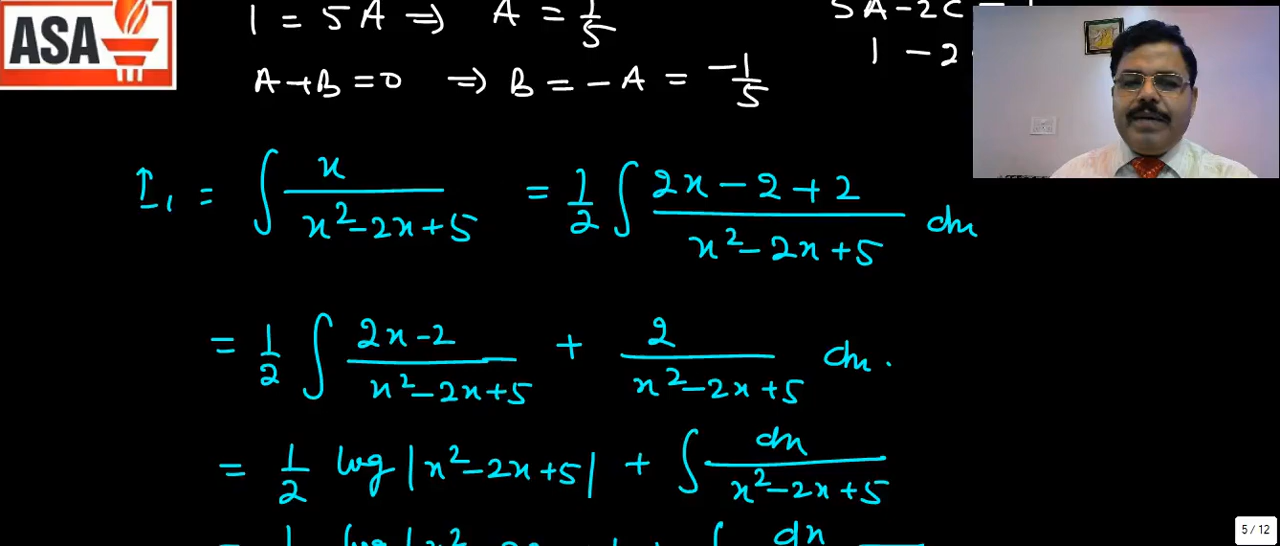 ASA
1 = 5A ⇒ A = 1/5
5A - 2C = 1
1 - 2
A + B = 0 ⇒ B = -A = -1/5
I₁ = ∫ x/(x² - 2x + 5) = 1/2 ∫ (2x - 2 + 2)/(x² - 2x + 5) dx
= 1/2 ∫ (2x - 2)/(x² - 2x + 5) + 2/(x² - 2x + 5) dx.
= 1/2 log |x² - 2x + 5| + ∫ dx/(x² - 2x + 5)
dx
5 / 12